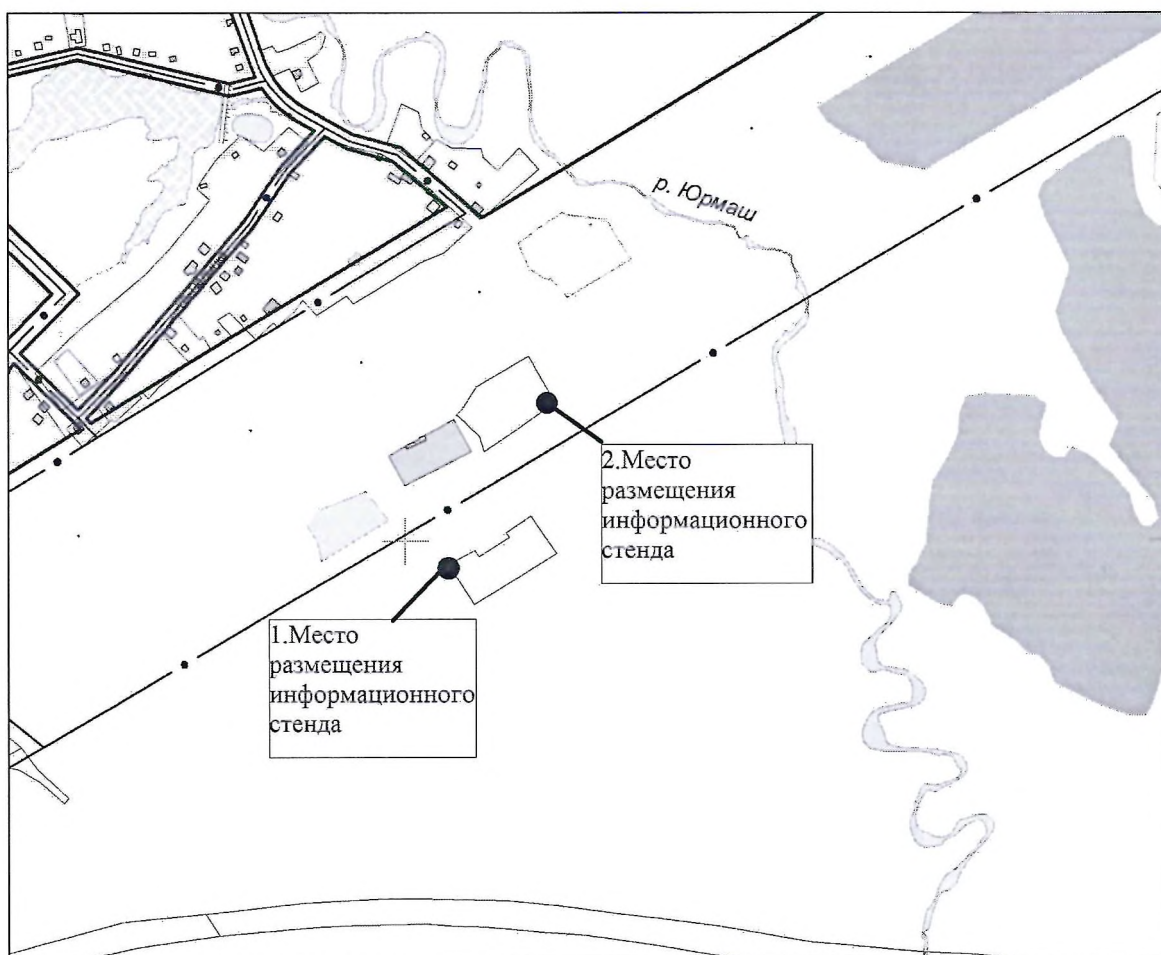 р. Юрмаш
2.Место
размещения
информационного
стенда
1.Место
размещения
информационного
стенда